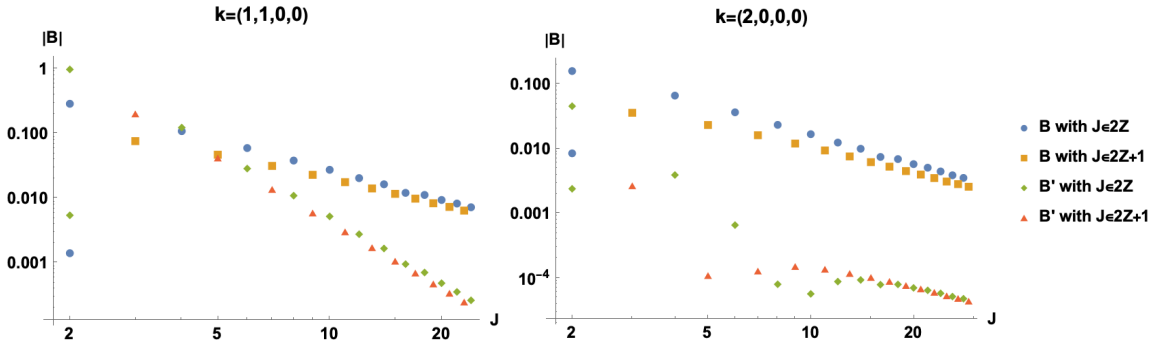 k=(1,1,0,0)
|B|
1
0.100
0.010
0.001
2
5
10
20
J
k=(2,0,0,0)
|B|
0.100
0.010
0.001
10⁻⁴
2
5
10
20
J
B with J∈2Z
B with J∈2Z+1
B' with J∈2Z
B' with J∈2Z+1